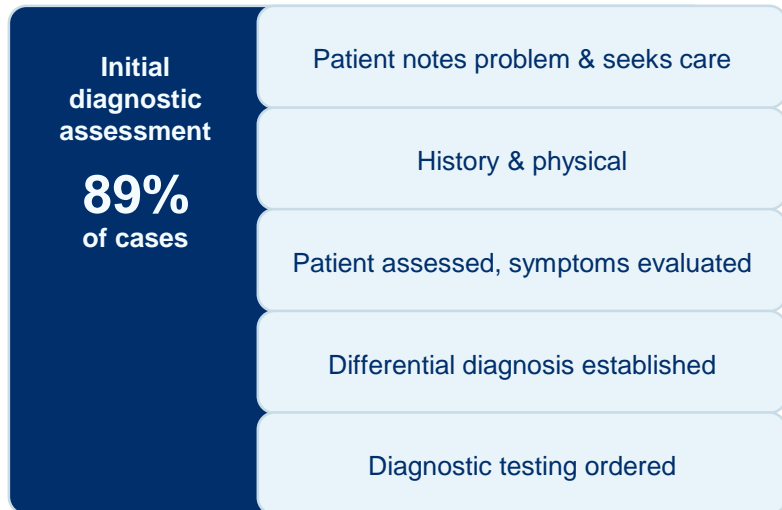 Initial
diagnostic
assessment
89%
of cases
Patient notes problem & seeks care
History & physical
Patient assessed, symptoms evaluated
Differential diagnosis established
Diagnostic testing ordered